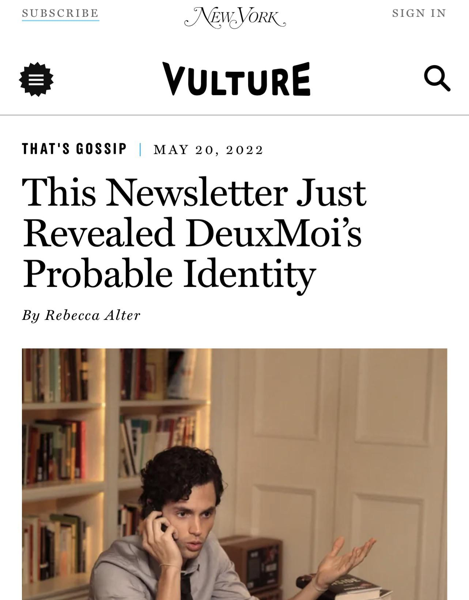 SUBSCRIBE
NEW YORK
SIGN IN
VULTURE
THAT'S GOSSIP | MAY 20, 2022
This Newsletter Just
Revealed DeuxMoi’s
Probable Identity
By Rebecca Alter